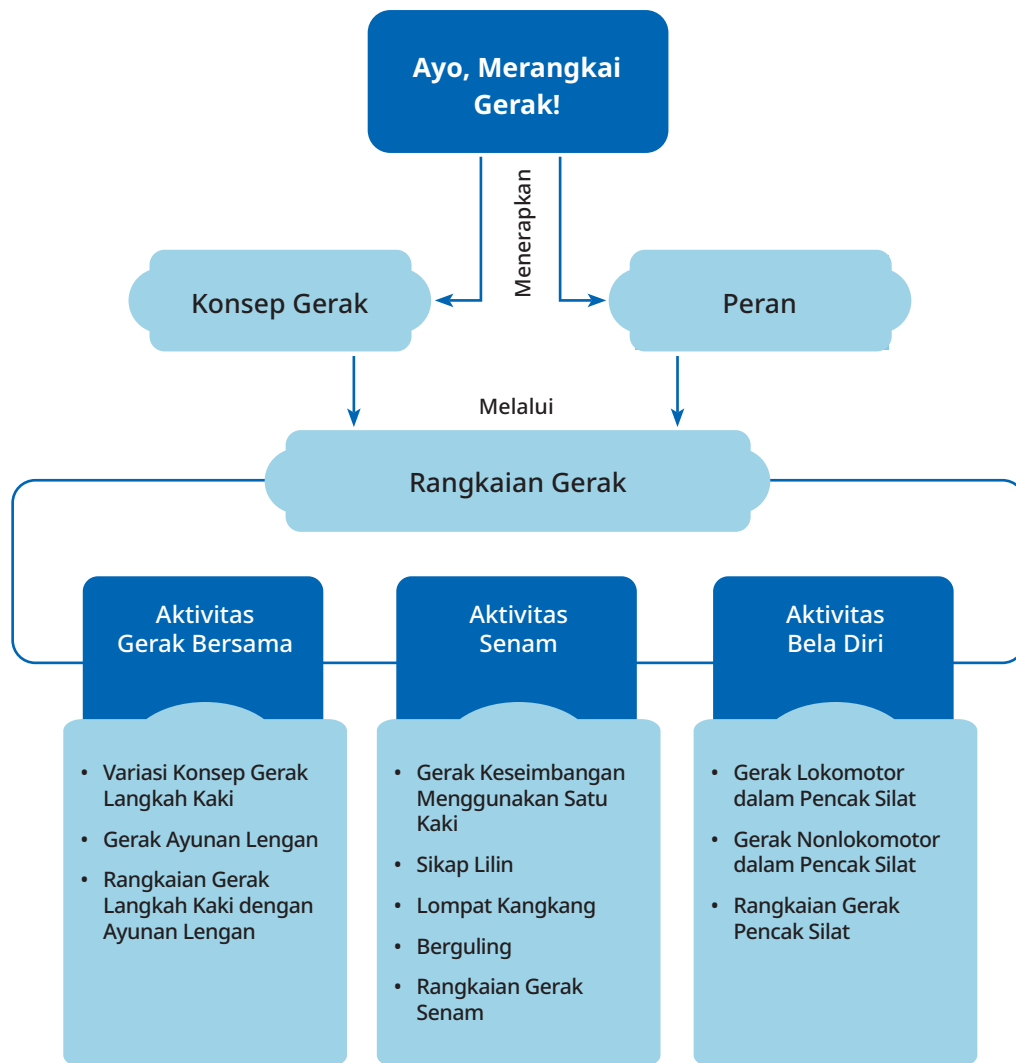 Ayo, Merangkai
Gerak!
Menerapkan
Konsep Gerak
Peran
Melalui
Rangkaian Gerak
Aktivitas
Gerak Bersama
• Variasi Konsep Gerak
Langkah Kaki
• Gerak Ayunan Lengan
• Rangkaian Gerak
Langkah Kaki dengan
Ayunan Lengan
Aktivitas
Senam
• Gerak Keseimbangan
Menggunakan Satu
Kaki
• Sikap Lilin
• Lompat Kangkang
• Berguling
• Rangkaian Gerak
Senam
Aktivitas
Bela Diri
• Gerak Lokomotor
dalam Pencak Silat
• Gerak Nonlokomotor
dalam Pencak Silat
• Rangkaian Gerak
Pencak Silat